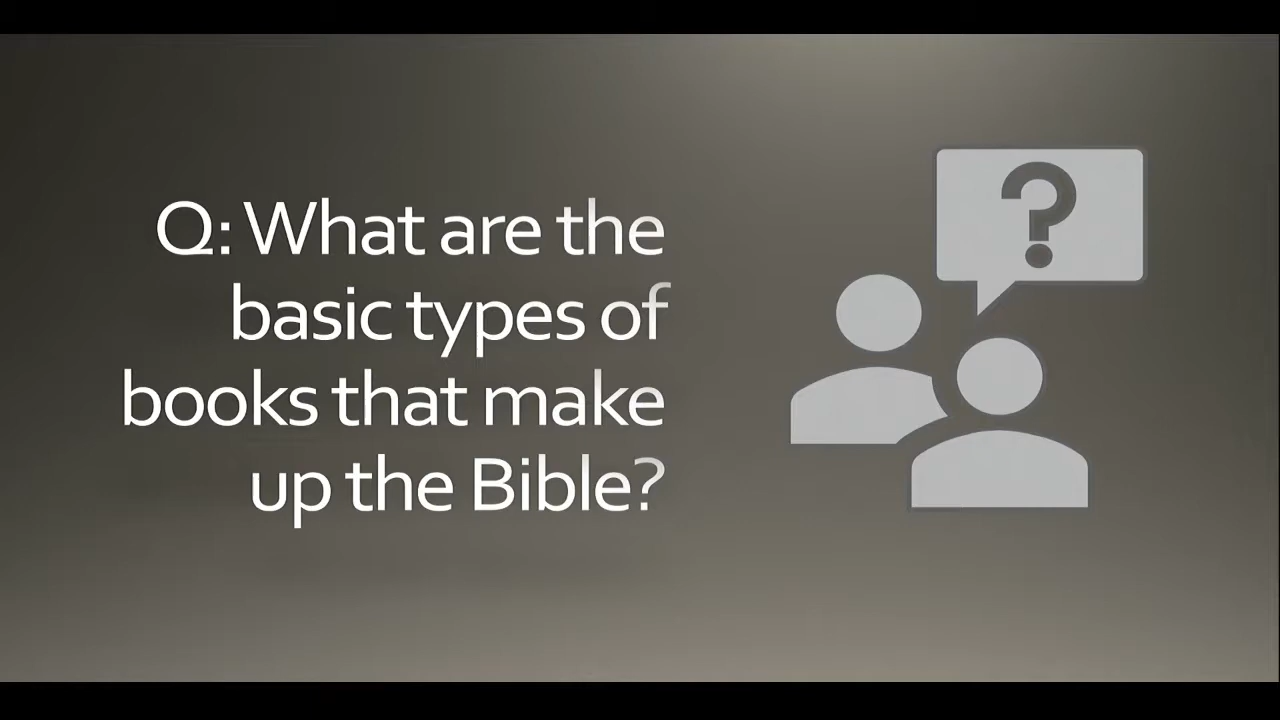 Q: What are the
basic types of
books that make
up the Bible?
?